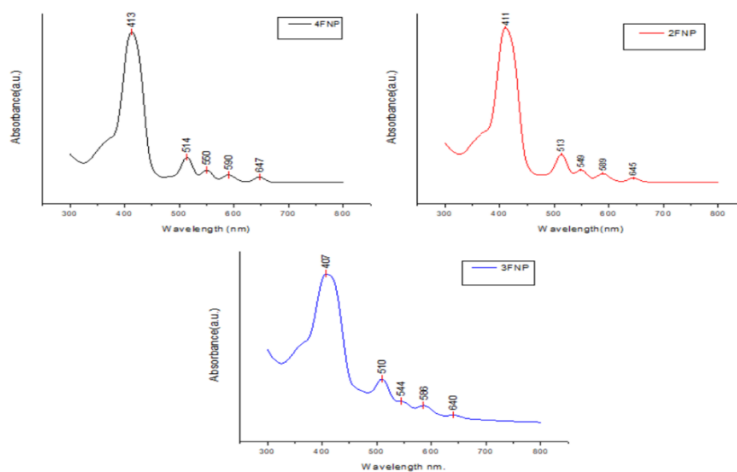 413
4FNP
Absorbance(a.u.)
514
550
590
647
300 400 500 600 700 800
Wavelength(nm)
411
2FNP
Absorbance(a.u.)
513
549
589
645
300 400 500 600 700 800
Wavelength (nm)
407
3FNP
Absorbance(a.u.)
510
544
586
640
300 400 500 600 700 800
Wavelength nm.